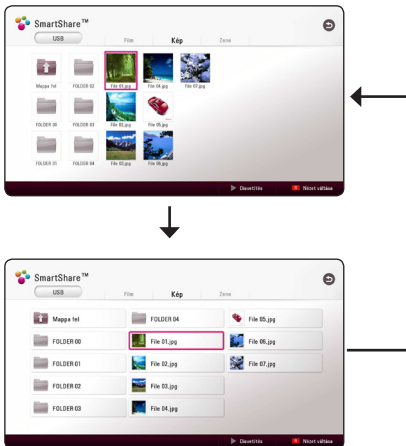 SmartShare™
USB Film Kép Zene
Mappa fel FOLDER 02 File 01.jpg File 04.jpg File 07.jpg
FOLDER 00 FOLDER 03 File 02.jpg File 05.jpg
FOLDER 01 FOLDER 04 File 03.jpg File 06.jpg
Diavetítés Nézet váltása
SmartShare™
USB Film Kép Zene
Mappa fel FOLDER 04 File 05.jpg
FOLDER 00 File 01.jpg File 06.jpg
FOLDER 01 File 02.jpg File 07.jpg
FOLDER 02 File 03.jpg
FOLDER 03 File 04.jpg
Diavetítés Nézet váltása